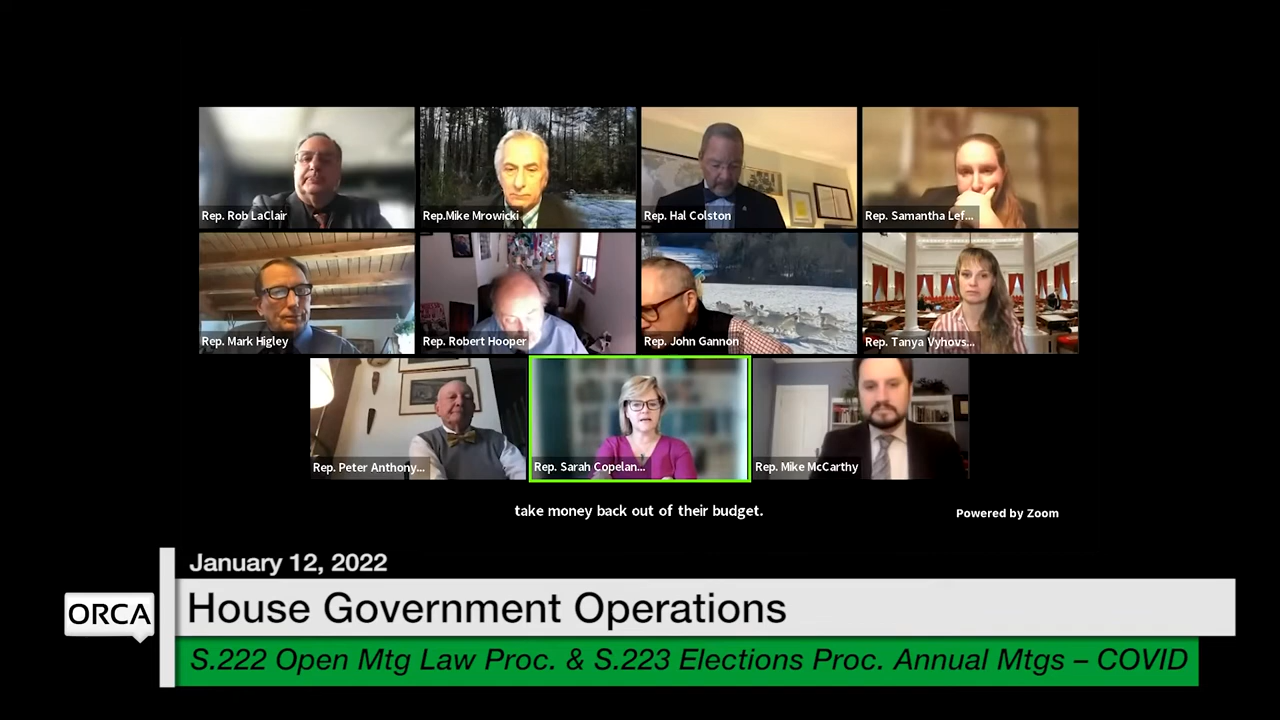 Rep. Rob LaClair
Rep.Mike Mrowicki
Rep. Hal Colston
Rep. Samantha Lef...
Rep. Mark Higley
Rep. Robert Hooper
Rep. John Gannon
Rep. Tanya Vyhovs...
Rep. Peter Anthony...
Rep. Sarah Copelan...
Rep. Mike McCarthy
take money back out of their budget.
Powered by Zoom
January 12, 2022
ORCA
House Government Operations
S.222 Open Mtg Law Proc. & S.223 Elections Proc. Annual Mtgs – COVID